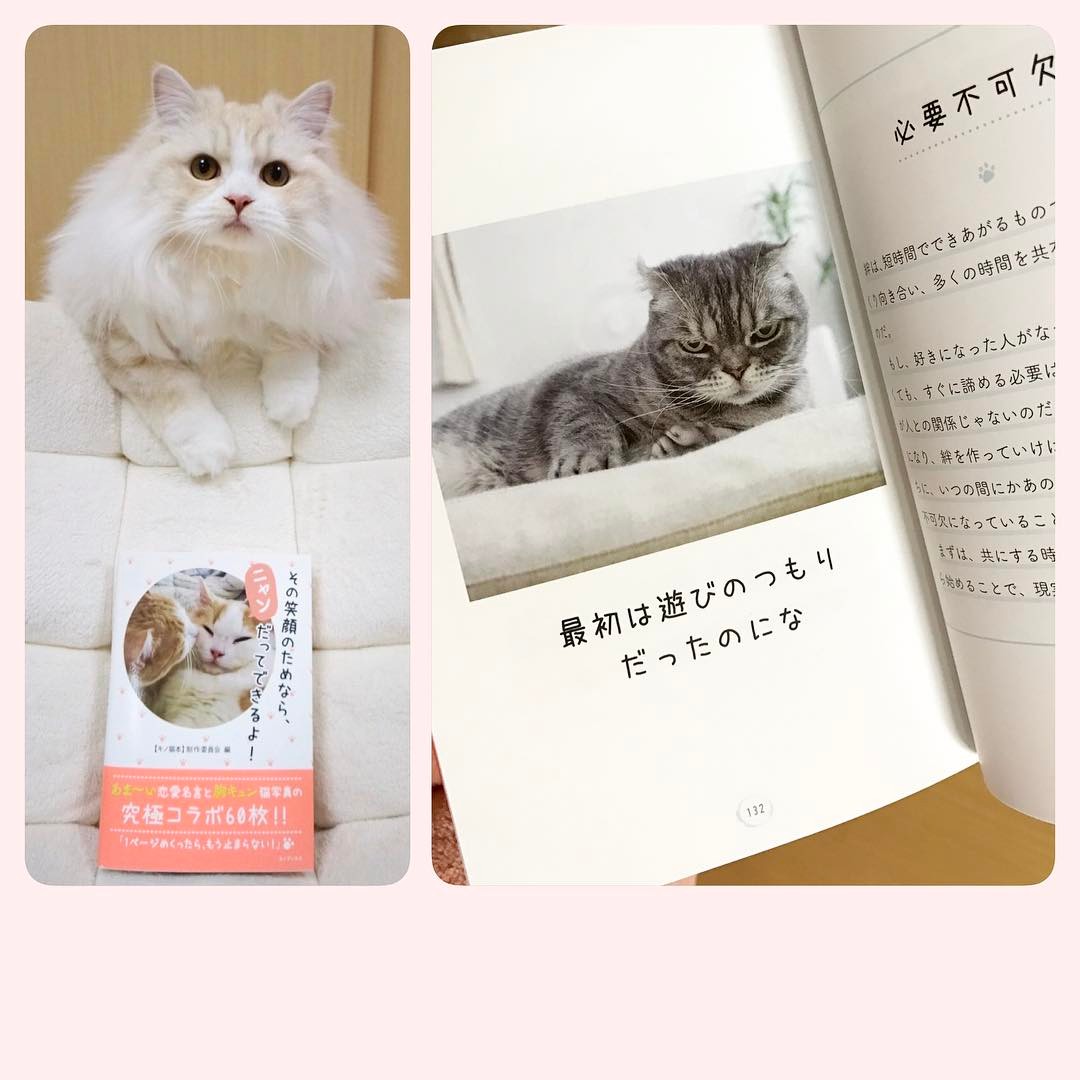 その笑顔のためなら、
ニャンだってできるよ!
【キノ猫本】制作委員会 編
あま〜い恋愛名言と胸キュン猫写真の
究極コラボ60枚!!
「1ページめくったら、もう止まらない!」
最初は遊びのつもり
だったのにな
132
必要不可欠
絆は、短時間でできあがるもの
くり向き合い、多くの時間を共
のだ。
もし、好きになった人がな
くても、すぐに諦める必要は
が人との関係じゃないのだ
になり、絆を作っていけ
らに、いつの間にかあの
不可欠になっていること
まずは、共にする時
ら始めることで、現実